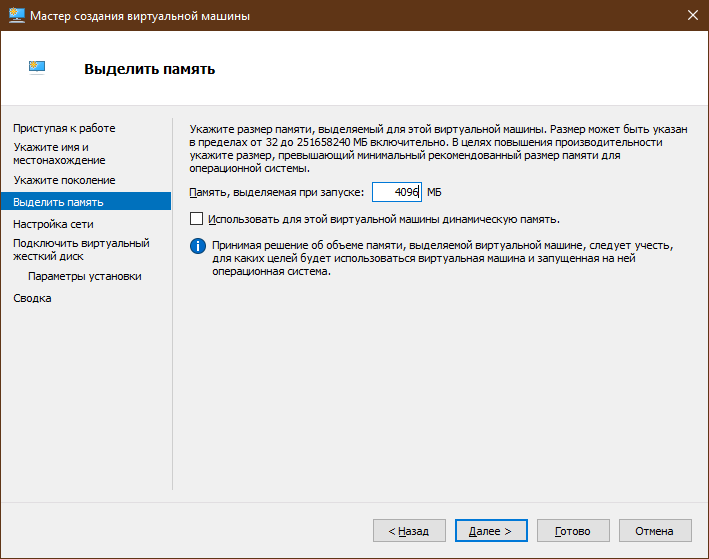 Мастер создания виртуальной машины
Выделить память
Приступая к работе
Укажите имя и
местонахождение
Укажите поколение
Выделить память
Настройка сети
Подключить виртуальный
жесткий диск
Параметры установки
Сводка
Укажите размер памяти, выделяемый для этой виртуальной машины. Размер может быть указан
в пределах от 32 до 251658240 МБ включительно. В целях повышения производительности
укажите размер, превышающий минимальный рекомендованный размер памяти для
операционной системы.
Память, выделяемая при запуске: 4096 МБ
Использовать для этой виртуальной машины динамическую память.
Принимая решение об объеме памяти, выделяемой виртуальной машине, следует учесть,
для каких целей будет использоваться виртуальная машина и запущенная на ней
операционная система.
< Назад Далее > Готово Отмена